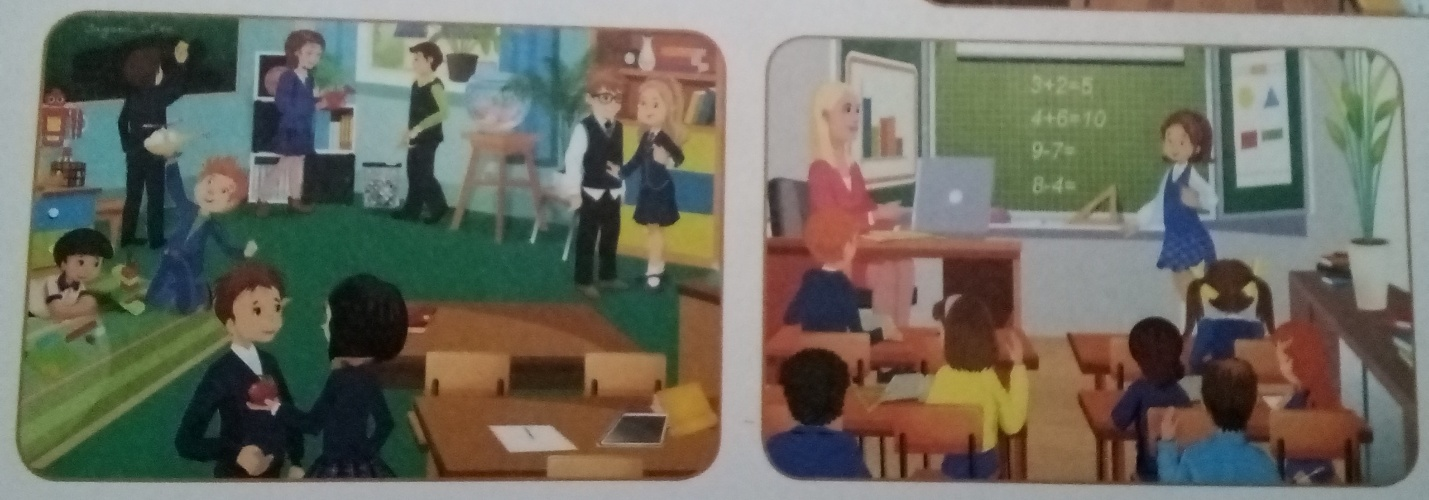 3+2=5
4+6=10
9-7=
8-4=